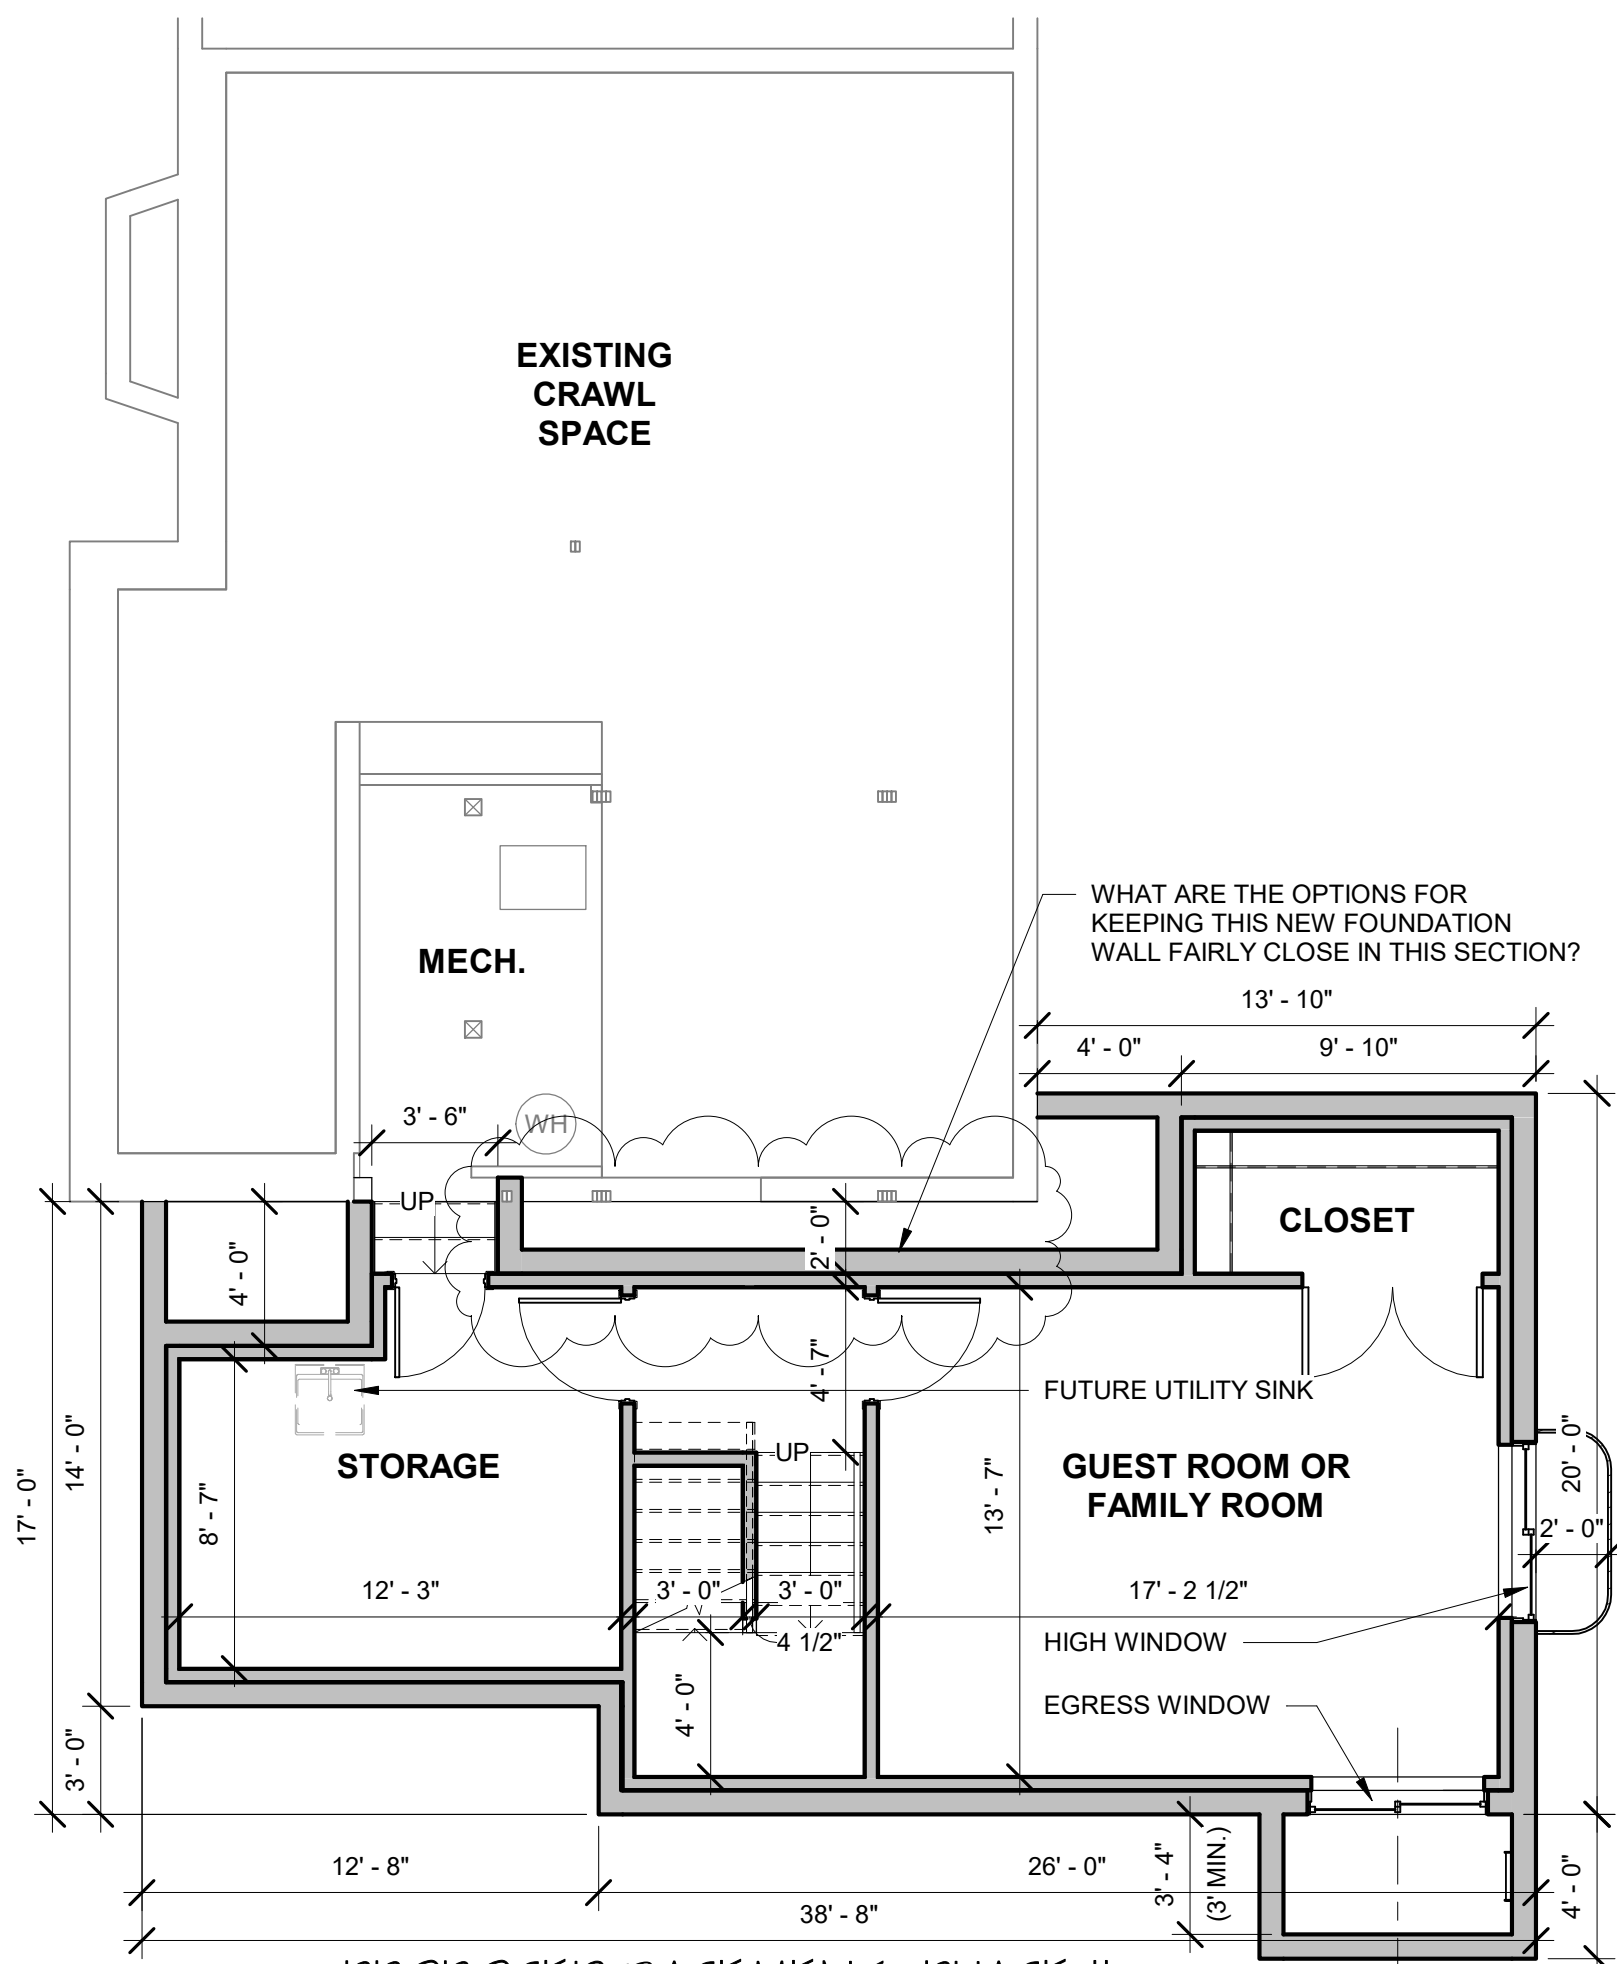 EXISTING
CRAWL
SPACE
MECH.
WHAT ARE THE OPTIONS FOR
KEEPING THIS NEW FOUNDATION
WALL FAIRLY CLOSE IN THIS SECTION?
13' - 10"
4' - 0"
9' - 10"
3' - 6"
WH
UP
2' - 0"
CLOSET
4' - 0"
4' - 7"
FUTURE UTILITY SINK
STORAGE
UP
GUEST ROOM OR
FAMILY ROOM
17' - 0"
14' - 0"
8' - 7"
13' - 7"
20' - 0"
2' - 0"
12' - 3"
3' - 0"
3' - 0"
17' - 2 1/2"
4 1/2"
HIGH WINDOW
4' - 0"
EGRESS WINDOW
3' - 0"
12' - 8"
26' - 0"
3' - 4"
(3' MIN.)
4' - 0"
38' - 8"